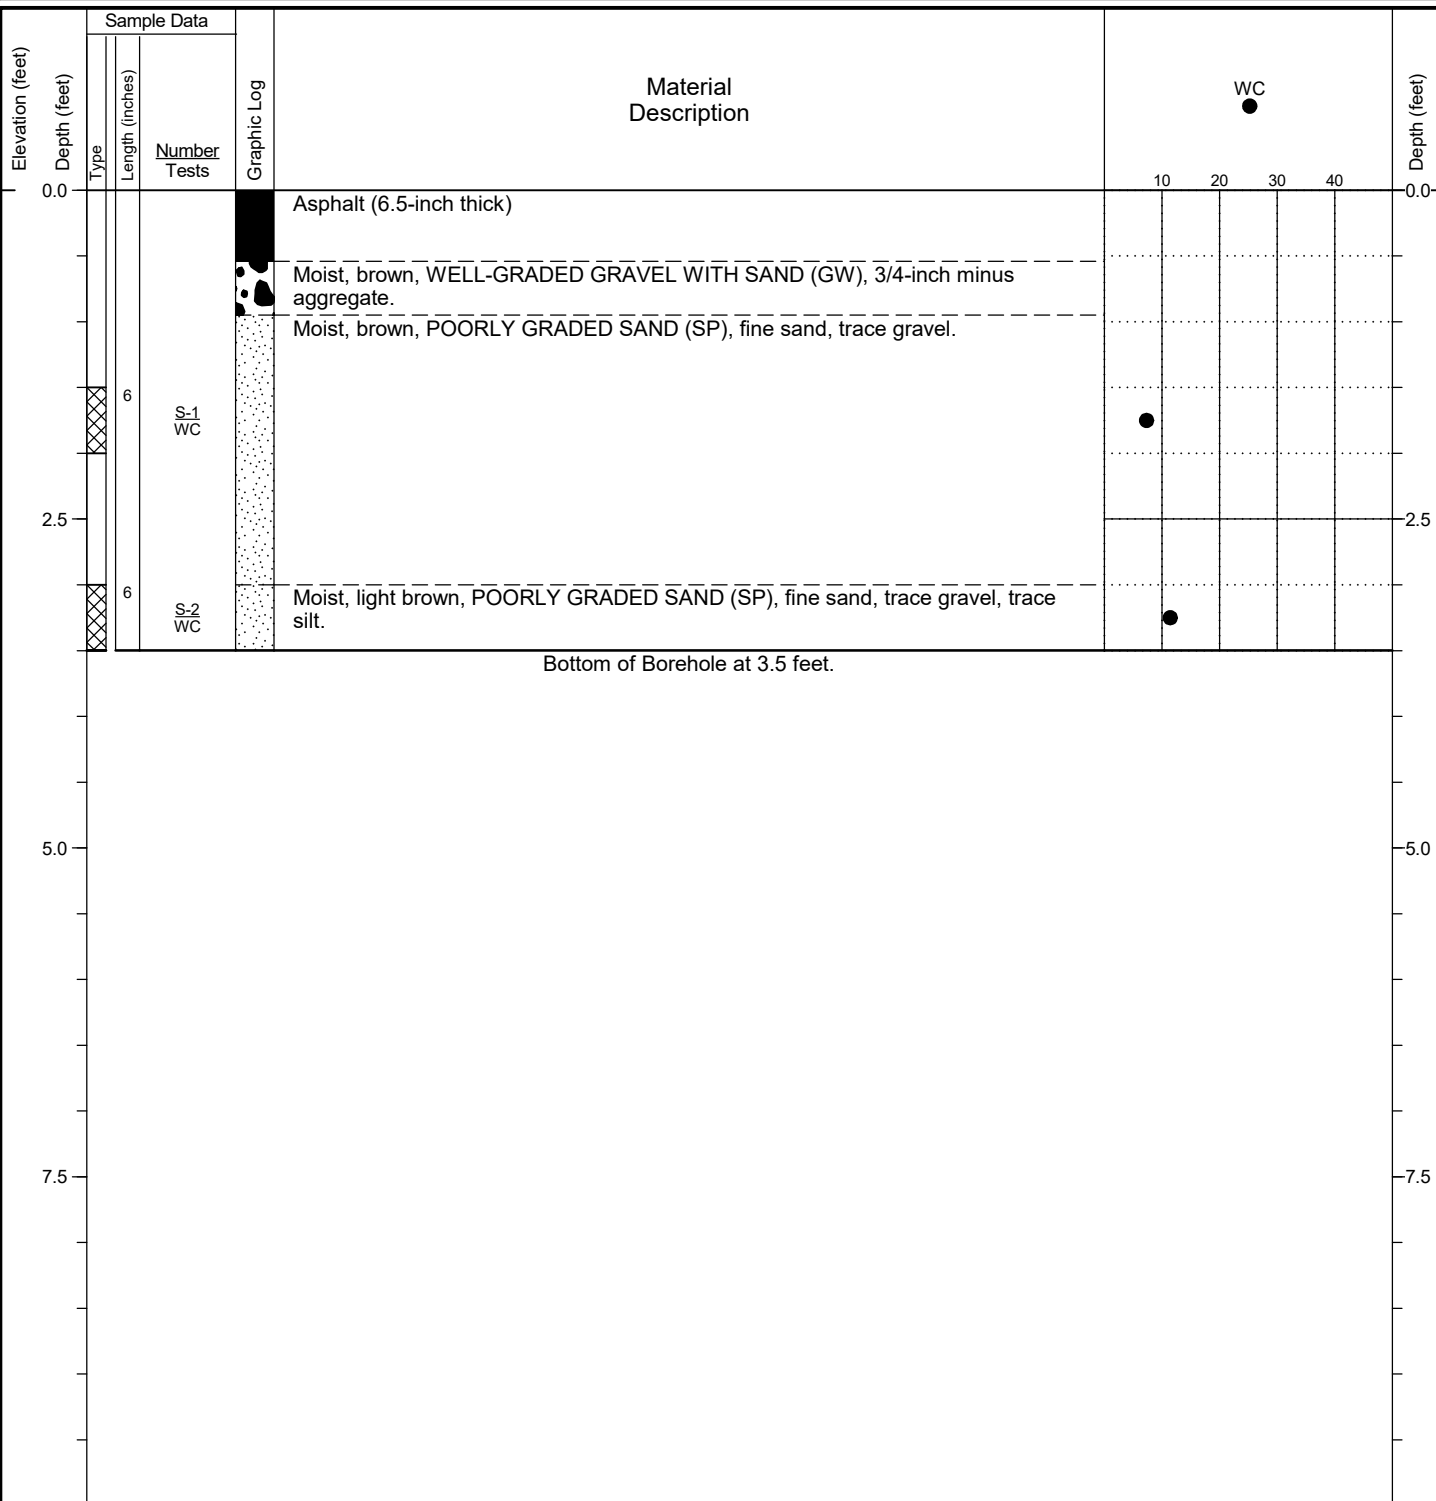 Sample Data
Elevation (feet)
Depth (feet)
Type
Length (inches)
Number
Tests
Graphic Log
Material
Description
WC
Depth (feet)
10 20 30 40
0.0
0.0
Asphalt (6.5-inch thick)
Moist, brown, WELL-GRADED GRAVEL WITH SAND (GW), 3/4-inch minus
aggregate.
Moist, brown, POORLY GRADED SAND (SP), fine sand, trace gravel.
6
S-1
WC
2.5
2.5
6
S-2
WC
Moist, light brown, POORLY GRADED SAND (SP), fine sand, trace gravel, trace
silt.
Bottom of Borehole at 3.5 feet.
5.0
5.0
7.5
7.5